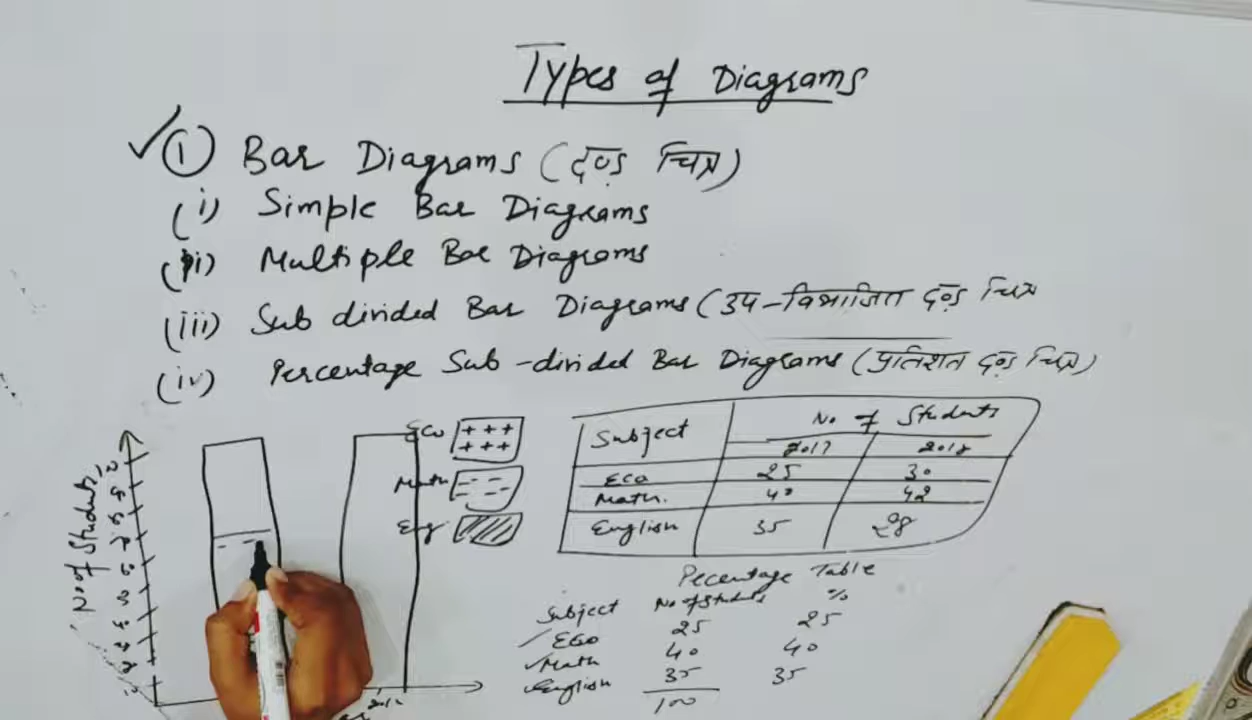 Types of Diagrams
① Bar Diagrams (दण्ड चित्र)
(i) Simple Bar Diagrams
(ii) Multiple Bar Diagrams
(iii) Sub divided Bar Diagrams (उप-विभाजित दण्ड चित्र
(iv) Percentage Sub-divided Bar Diagrams (प्रतिशत दण्ड चित्र)
No of Students
Eco
Math
Eng
Subject No of Students
2017 2018
ECO 25 30
Math. 40 42
English 35 28
Pecentage Table
Subject No of Students %
ECO 25 25
Math 40 40
English 35 35
100